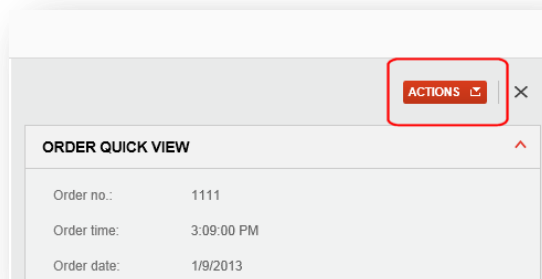 ACTIONS
ORDER QUICK VIEW
Order no.: 1111
Order time: 3:09:00 PM
Order date: 1/9/2013